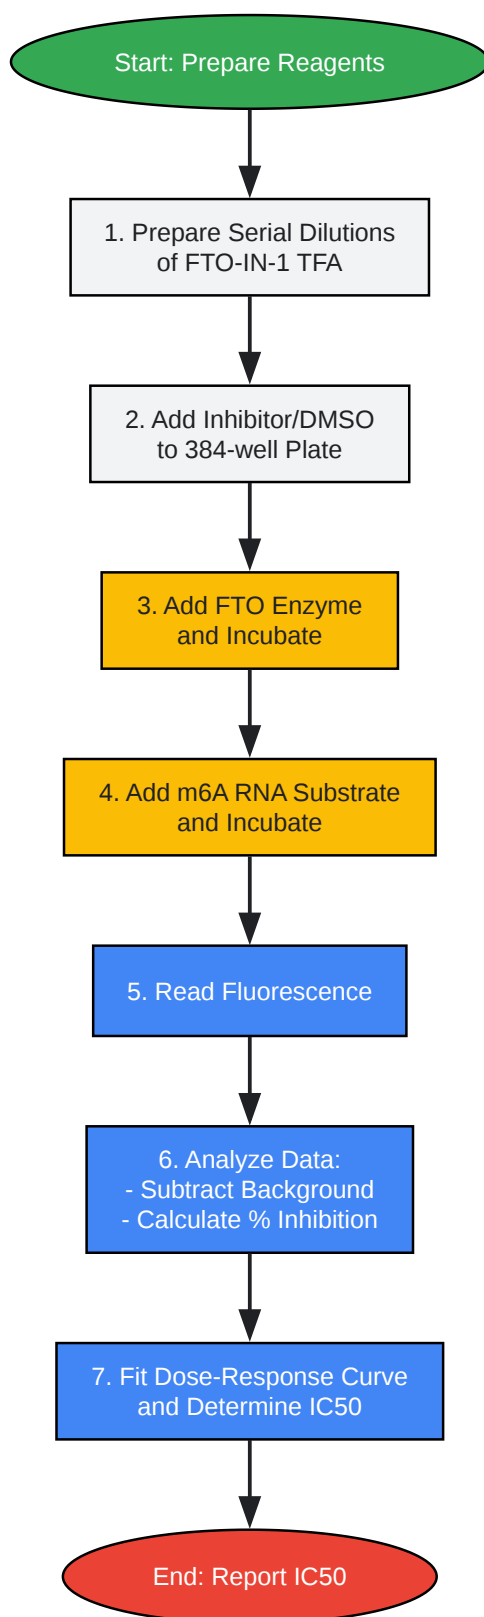 Start: Prepare Reagents
1. Prepare Serial Dilutions
of FTO-IN-1 TFA
2. Add Inhibitor/DMSO
to 384-well Plate
3. Add FTO Enzyme
and Incubate
4. Add m6A RNA Substrate
and Incubate
5. Read Fluorescence
6. Analyze Data:
- Subtract Background
- Calculate % Inhibition
7. Fit Dose-Response Curve
and Determine IC50
End: Report IC50